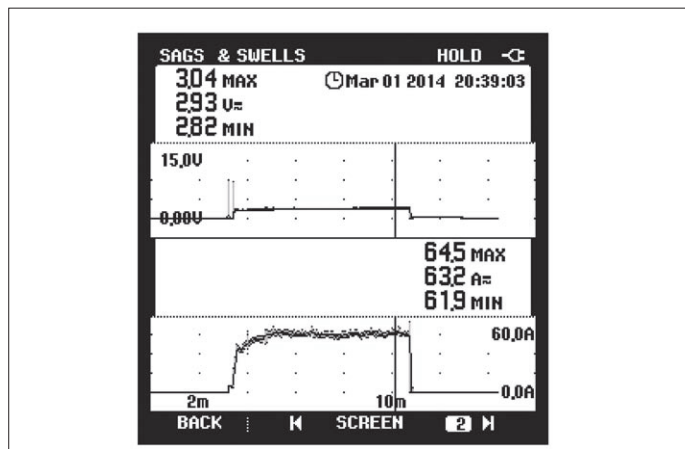 SAGS & SWELLS HOLD
3.04 MAX Mar 01 2014 20:39:03
2.93 V≂
2.82 MIN
15.0V
0.00V
64.5 MAX
63.2 A≂
61.9 MIN
60.0A
0.0A
2m 10m
BACK SCREEN 2